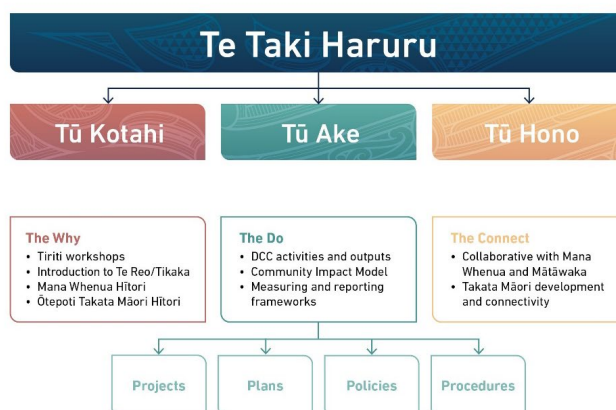 Te Taki Haruru
Tū Kotahi
Tū Ake
Tū Hono
The Why
• Tiriti workshops
• Introduction to Te Reo/Tikaka
• Mana Whenua Hītori
• Ōtepoti Takata Māori Hītori
The Do
• DCC activities and outputs
• Community Impact Model
• Measuring and reporting
frameworks
The Connect
• Collaborative with Mana
Whenua and Mātāwaka
• Takata Māori development
and connectivity
Projects
Plans
Policies
Procedures